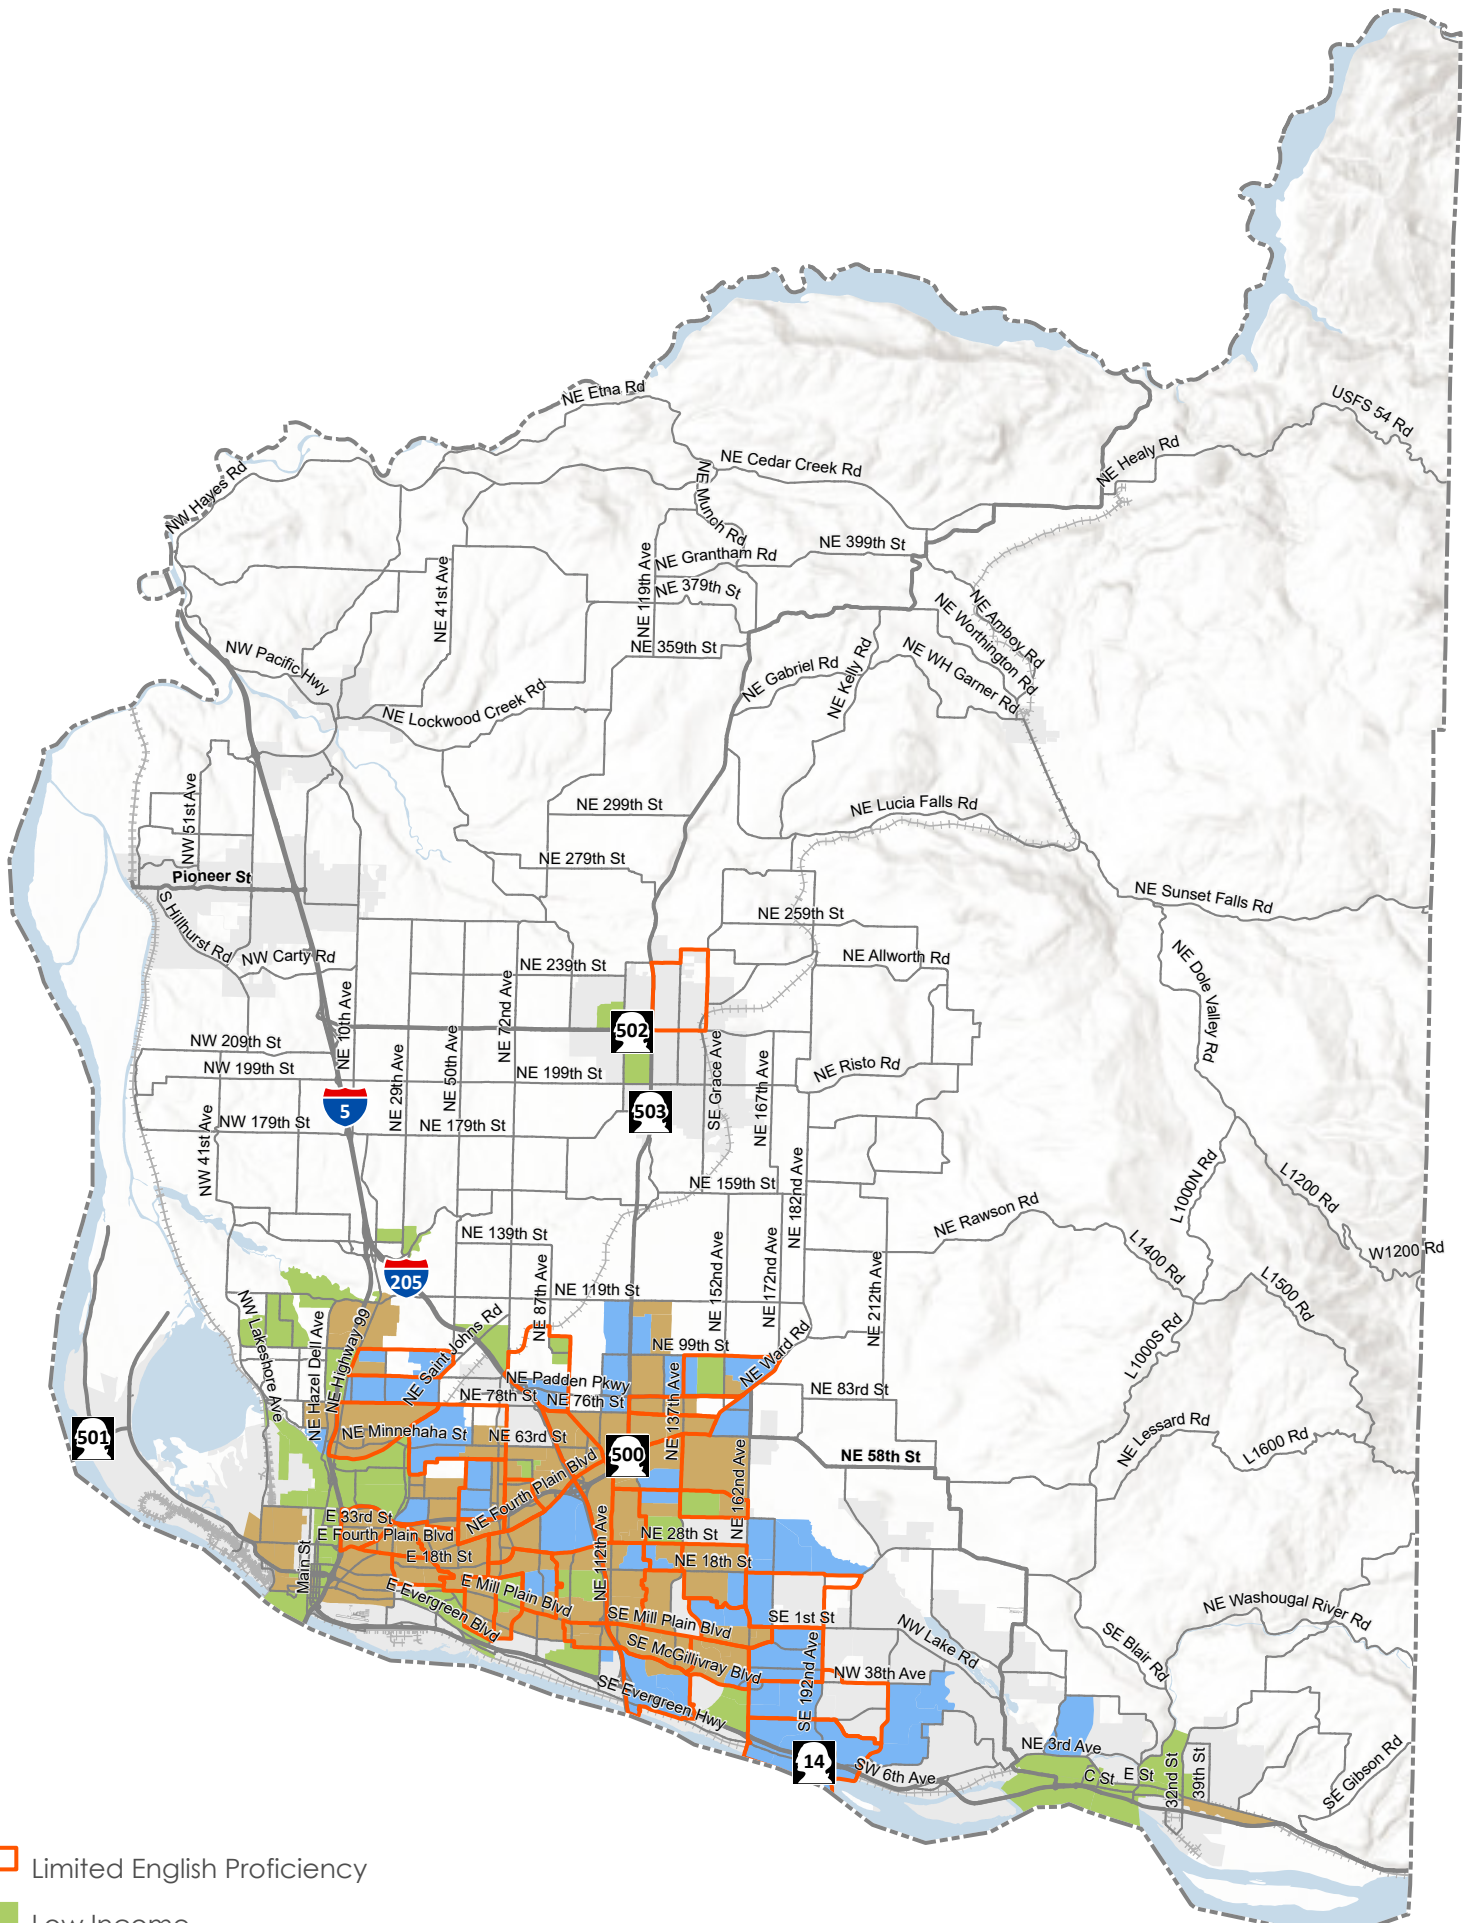 NE Etna Rd
USFS 54 Rd
NE Healy Rd
NE Cedar Creek Rd
NW Hayes Rd
NE Munch Rd
NE 399th St
NE Grantham Rd
NE 119th Ave
NE 379th St
NE 41st Ave
NE Amboy Rd
NE Worthington Rd
NE 359th St
NE WH Garner Rd
NW Pacific Hwy
NE Gabriel Rd
NE Kelly Rd
NE Lockwood Creek Rd
NW 51st Ave
NE 299th St
NE Lucia Falls Rd
NE 279th St
Pioneer St
NE Sunset Falls Rd
S Hillhurst Rd
NE 259th St
NW Carty Rd
NE 239th St
NE Allworth Rd
NE Dole Valley Rd
NE 10th Ave
NE 72nd Ave
502
NW 209th St
NE 50th Ave
NE 29th Ave
NW 199th St
NE 199th St
NE Risto Rd
SE Grace Ave
NE 167th Ave
5
503
NW 41st Ave
NW 179th St
NE 179th St
NE 159th St
NE 182nd Ave
L1000N Rd
L1200 Rd
NE Rawson Rd
NE 139th St
W1200 Rd
L1400 Rd
205
NE 87th Ave
NE 119th St
NE 152nd Ave
NE 172nd Ave
NE 212th Ave
L1500 Rd
NW Lakeshore Ave
NE Hazel Dell Ave
NE Highway 99
NE Saint Johns Rd
NE 99th St
NE Ward Rd
L1000S Rd
NE Padden Pkwy
NE 78th St
NE 76th St
NE 137th Ave
NE 83rd St
501
NE Minnehaha St
NE 63rd St
500
NE 58th St
NE Lessard Rd
L1600 Rd
NE Fourth Plain Blvd
NE 162nd Ave
E 33rd St
E Fourth Plain Blvd
NE 28th St
Main St
E 18th St
NE 112th Ave
NE 18th St
E Evergreen Blvd
E Mill Plain Blvd
SE Mill Plain Blvd
SE 1st St
NE Washougal River Rd
NW Lake Rd
SE Blair Rd
SE McGillivray Blvd
SE 192nd Ave
NW 38th Ave
SE Evergreen Hwy
14
SW 6th Ave
NE 3rd Ave
C St
E St
32nd St
39th St
SE Gibson Rd
Limited English Proficiency
Low Income